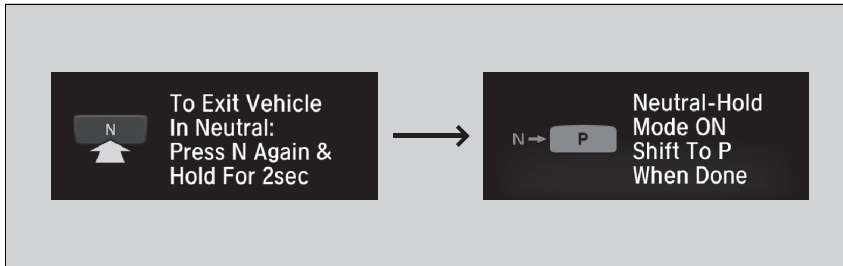 N
To Exit Vehicle
In Neutral:
Press N Again &
Hold For 2sec
N → P
Neutral-Hold
Mode ON
Shift To P
When Done